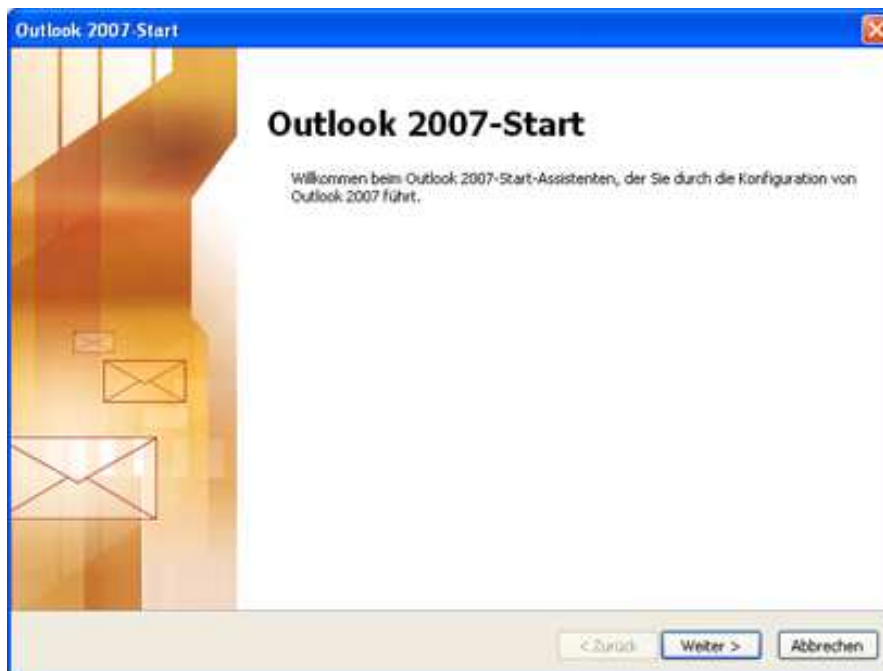 Outlook 2007-Start
Outlook 2007-Start
Willkommen beim Outlook 2007-Start-Assistenten, der Sie durch die Konfiguration von
Outlook 2007 führt.
< Zurück
Weiter >
Abbrechen